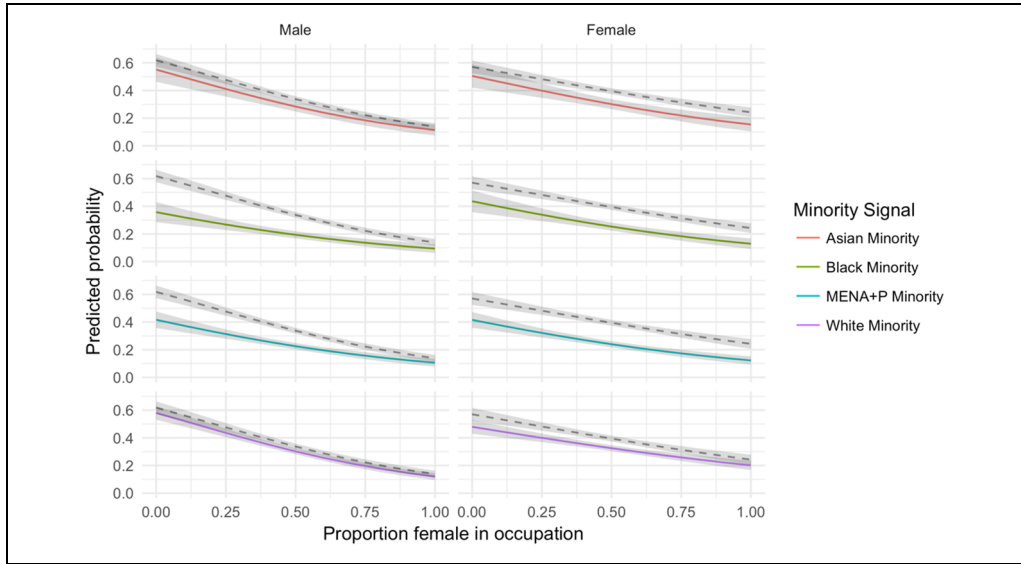 Male Female
0.6
0.4
0.2
0.0
0.6
0.4
0.2
0.0
0.6
0.4
0.2
0.0
0.6
0.4
0.2
0.0
0.00 0.25 0.50 0.75 1.00 0.00 0.25 0.50 0.75 1.00
Predicted probability
Proportion female in occupation
Minority Signal
Asian Minority
Black Minority
MENA+P Minority
White Minority